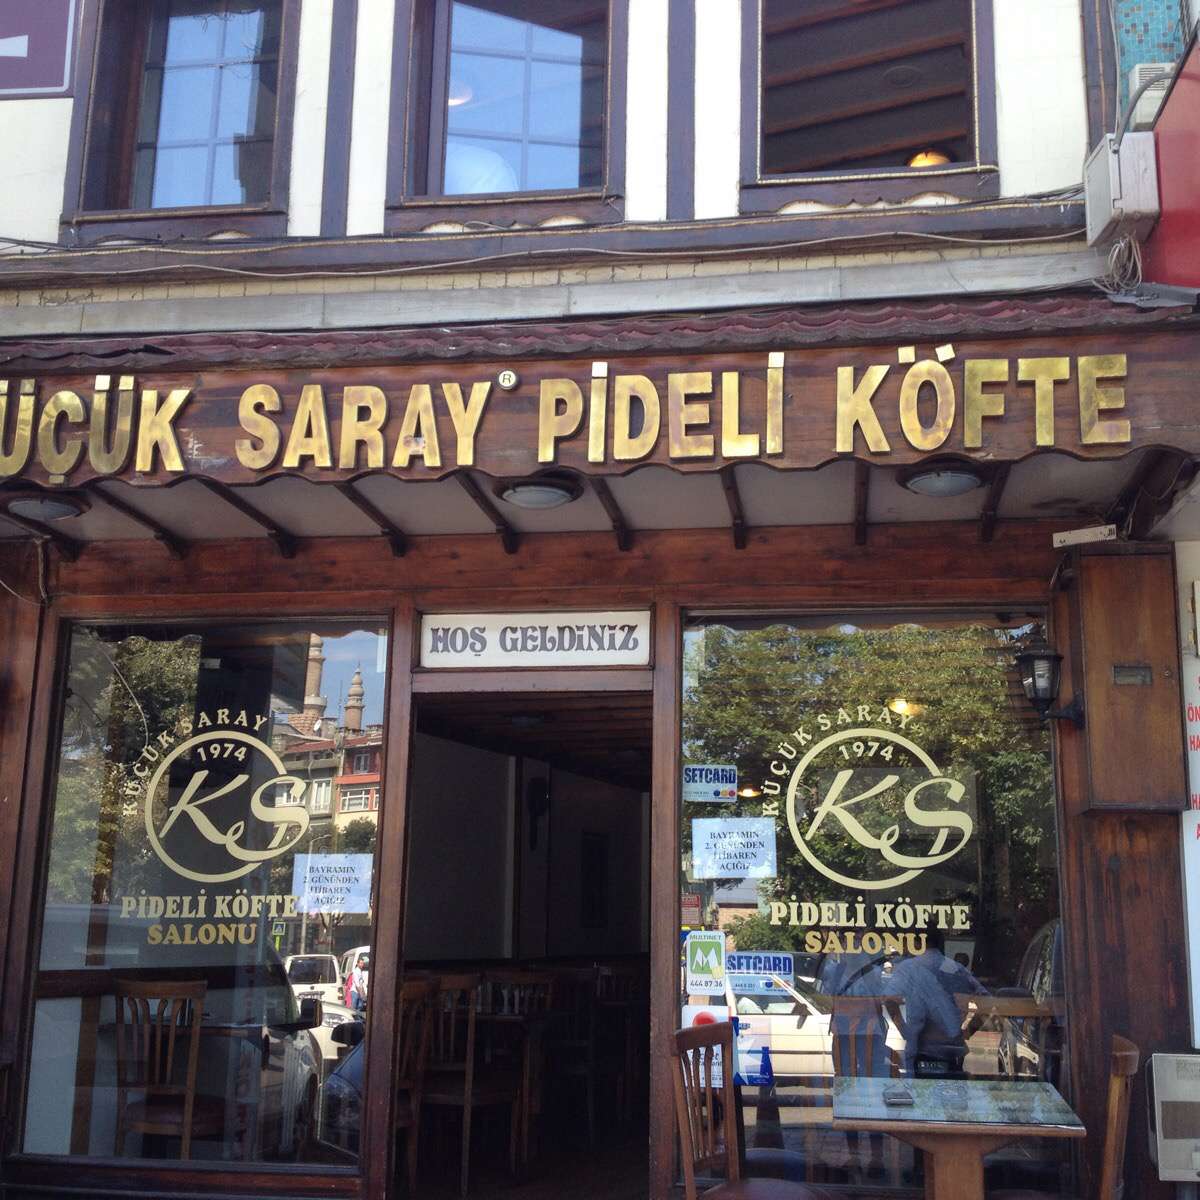 ÜÇÜK SARAY® PİDELİ KÖFTE
HOŞ GELDİNİZ
KÜÇÜK SARAY
1974
KŞ
PİDELİ KÖFTE
SALONU
BAYRAMIN
2. GÜNÜNDEN
İTİBAREN
AÇIĞIZ
SETCARD
BAYRAMIN
2. GÜNÜNDEN
İTİBAREN
AÇIĞIZ
KÜÇÜK SARAY
1974
KŞ
PİDELİ KÖFTE
SALONU
MULTINET
M
444 87 36
SETCARD